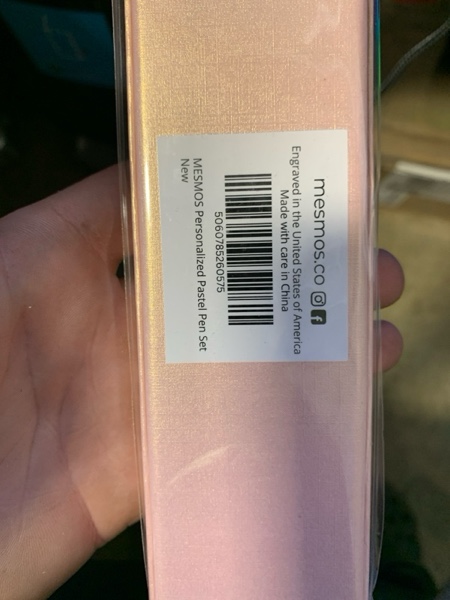 mesmos.co
Engraved in the United States of America
Made with care in China
5060785260575
MESMOS Personalized Pastel Pen Set
New